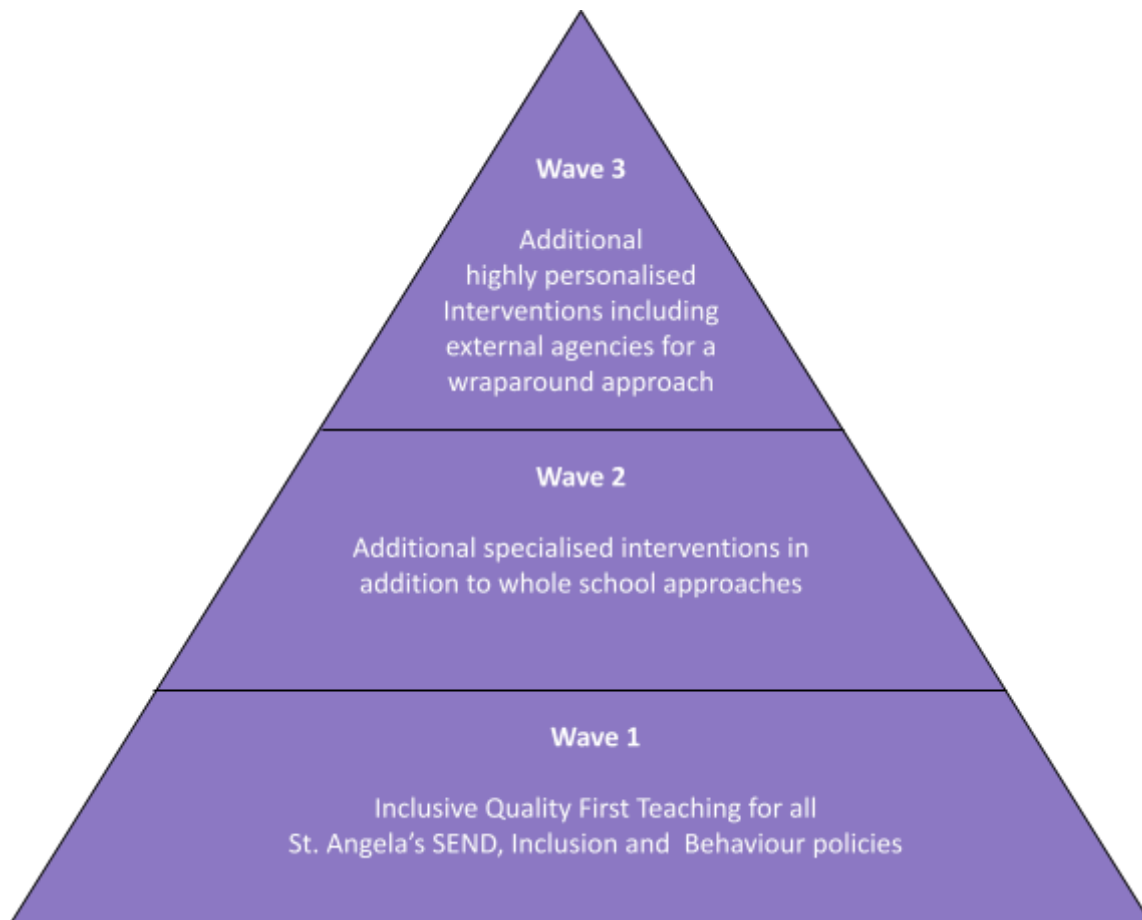 Wave 3
Additional
highly personalised
Interventions including
external agencies for a
wraparound approach
Wave 2
Additional specialised interventions in
addition to whole school approaches
Wave 1
Inclusive Quality First Teaching for all
St. Angela’s SEND, Inclusion and  Behaviour policies